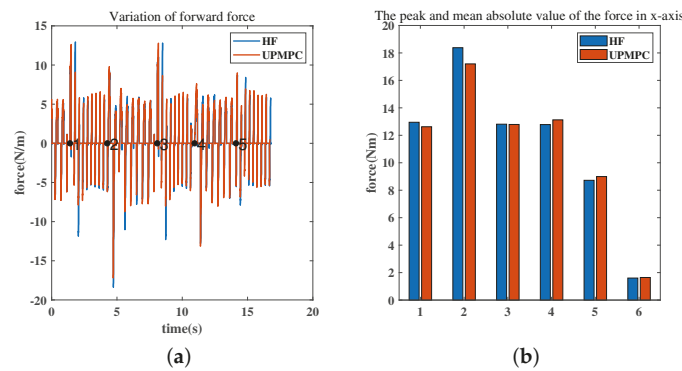 Variation of forward force
15
10
5
0
-5
-10
-15
-20
force(N/m)
HF
UPMPC
1 2 3 4 5
0 5 10 15 20
time(s)
(a)
The peak and mean absolute value of the force in x-axis
20
18
16
14
12
10
8
6
4
2
0
force(Nm)
HF
UPMPC
1 2 3 4 5 6
(b)